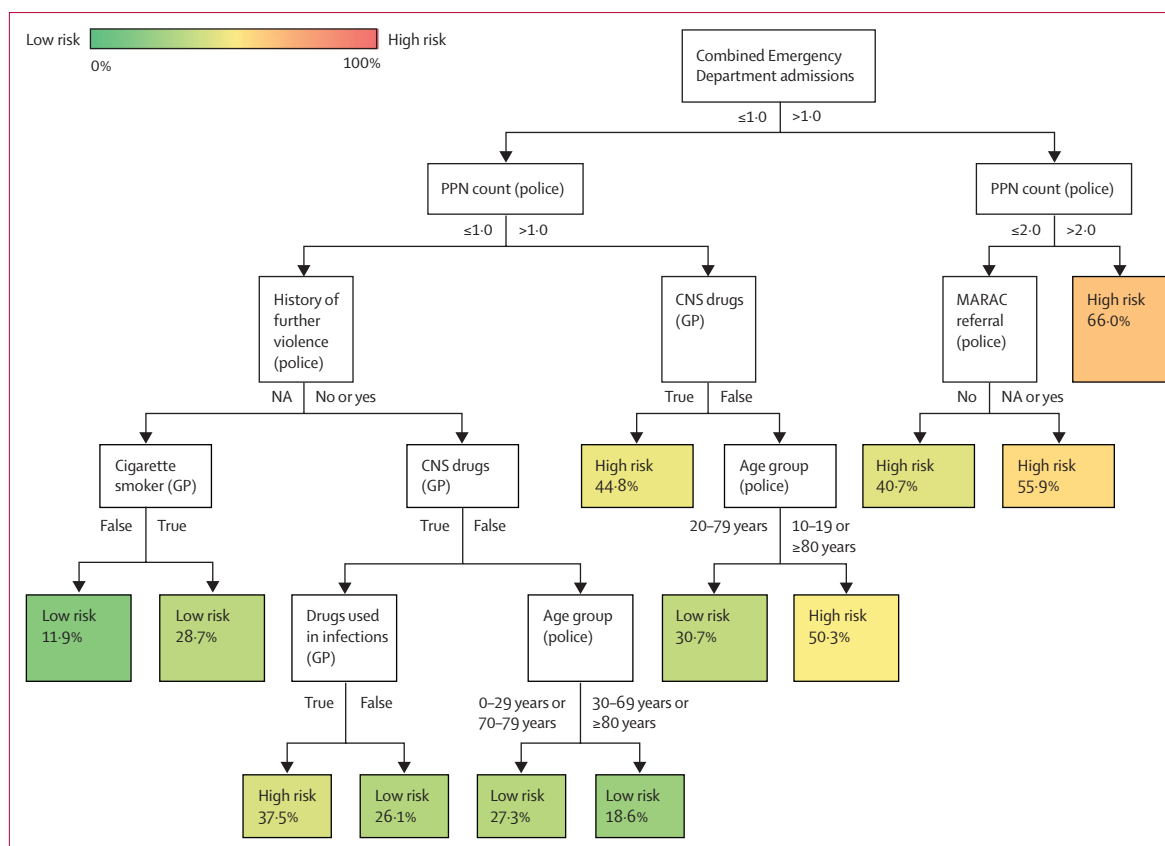 Low risk
High risk
0%
100%
Combined Emergency
Department admissions
≤1·0
>1·0
PPN count (police)
PPN count (police)
≤1·0
>1·0
≤2·0
>2·0
History of
further
violence
(police)
CNS drugs
(GP)
MARAC
referral
(police)
High risk
66·0%
NA
No or yes
True
False
No
NA or yes
Cigarette
smoker (GP)
CNS drugs
(GP)
High risk
44·8%
Age group
(police)
High risk
40·7%
High risk
55·9%
False
True
True
False
20–79 years
10–19 or
≥80 years
Low risk
11·9%
Low risk
28·7%
Drugs used
in infections
(GP)
Age group
(police)
Low risk
30·7%
High risk
50·3%
True
False
0–29 years or
70–79 years
30–69 years or
≥80 years
High risk
37·5%
Low risk
26·1%
Low risk
27·3%
Low risk
18·6%